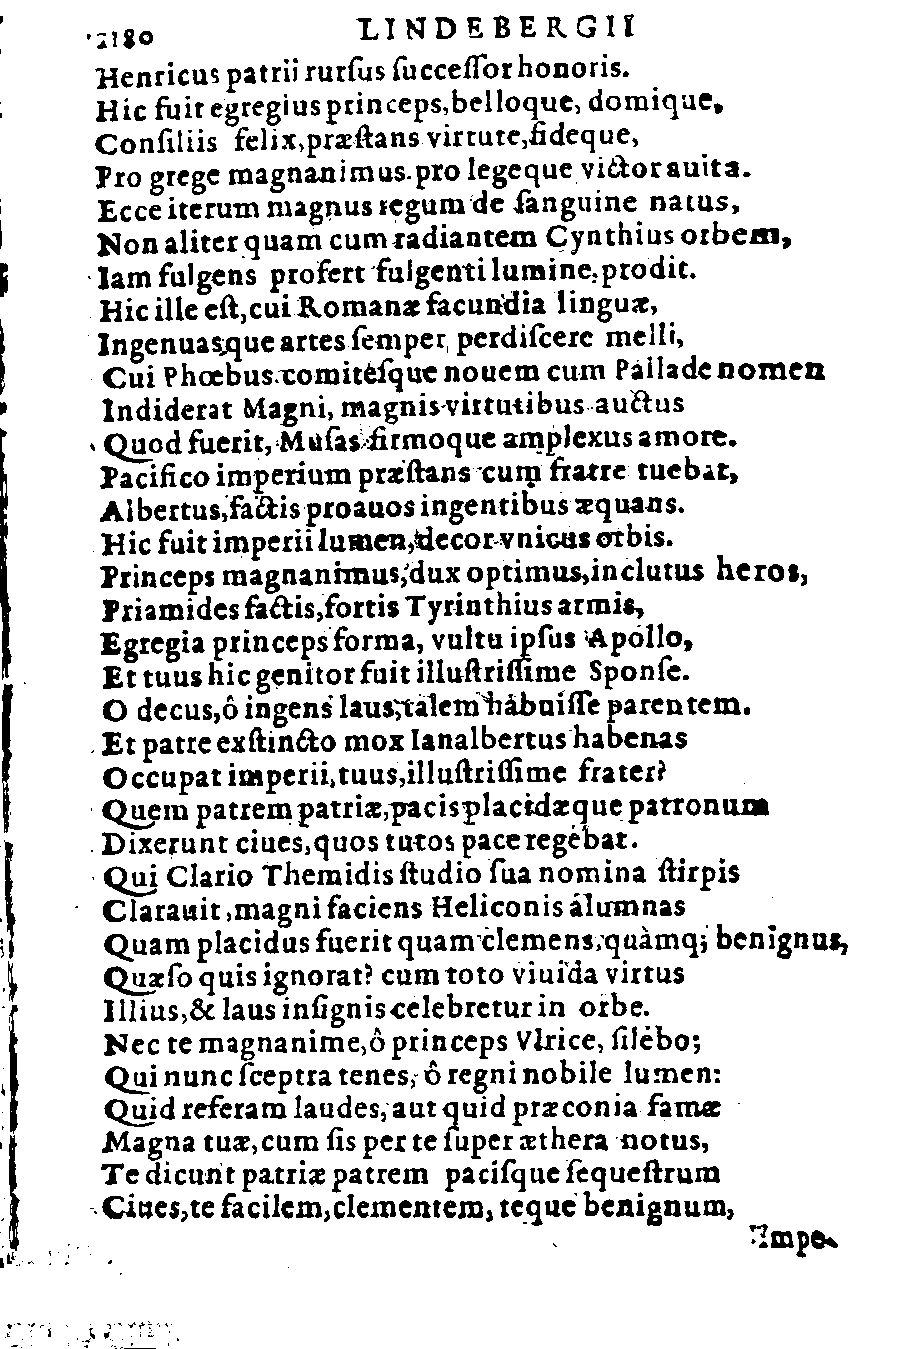 180 LINDEBERGII
Henricus patrii rurſus ſucceſſor honoris.
Hic fuit egregius princeps, belloque, domique,
Conſiliis felix, præſtans virtute, fideque,
Pro grege magnanimus. pro legeque victor auita.
Ecce iterum magnus regum de ſanguine natus,
Non aliter quam cum radiantem Cynthius orbem,
Iam fulgens profert fulgenti lumine, prodit.
Hic ille eſt, cui Romanæ facundia linguæ,
Ingenuasque artes ſemper perdiſcere melli,
Cui Phœbus comitéſque nouem cum Pallade nomen
Indiderat Magni, magnis virtutibus auctus
Quod fuerit, Muſas firmoque amplexus amore.
Pacifico imperium præſtans cum fratre tuebat,
Albertus, factis proauos ingentibus æquans.
Hic fuit imperii lumen, decor vnicus orbis.
Princeps magnanimus, dux optimus, inclutus heros,
Priamides factis, fortis Tyrinthius armis,
Egregia princeps forma, vultu ipſus Apollo,
Et tuus hic genitor fuit illuſtriſſime Sponſe.
O decus, ô ingens laus, talem habuiſſe parentem.
Et patre exſtincto mox Ianalbertus habenas
Occupat imperii, tuus, illuſtriſſime frater?
Quem patrem patriæ, pacis placidæque patronum
Dixerunt ciues, quos tutos pace regebat.
Qui Clario Themidis ſtudio ſua nomina ſtirpis
Clarauit, magni faciens Heliconis alumnas
Quam placidus fuerit quam clemens, quàmq; benignus,
Quæſo quis ignorat? cum toto viuida virtus
Illius, & laus inſignis celebretur in orbe.
Nec te magnanime, ô princeps Vlrice, ſilebo;
Qui nunc ſceptra tenes, ô regni nobile lumen:
Quid referam laudes, aut quid præconia famæ
Magna tuæ, cum ſis per te ſuper æthera notus,
Te dicunt patriæ patrem paciſque ſequeſtrum
Ciues, te facilem, clementem, teque benignum,
Impe-